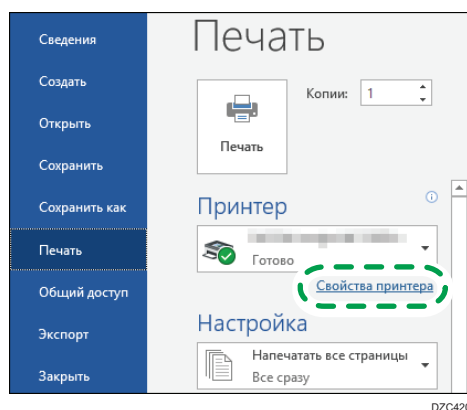 Сведения
Создать
Открыть
Сохранить
Сохранить как
Печать
Общий доступ
Экспорт
Закрыть
Печать
Копии: 1
Печать
Принтер
Готово
Свойства принтера
Настройка
Напечатать все страницы
Все сразу